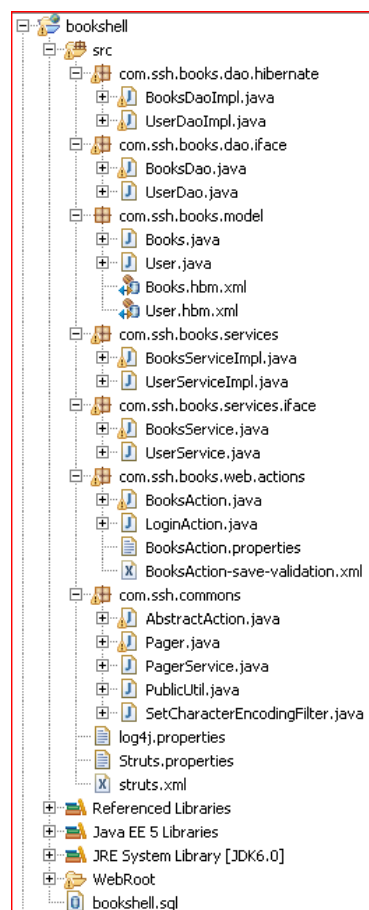 bookshell
src
com.ssh.books.dao.hibernate
BooksDaoImpl.java
UserDaoImpl.java
com.ssh.books.dao.iface
BooksDao.java
UserDao.java
com.ssh.books.model
Books.java
User.java
Books.hbm.xml
User.hbm.xml
com.ssh.books.services
BooksServiceImpl.java
UserServiceImpl.java
com.ssh.books.services.iface
BooksService.java
UserService.java
com.ssh.books.web.actions
BooksAction.java
LoginAction.java
BooksAction.properties
BooksAction-save-validation.xml
com.ssh.commons
AbstractAction.java
Pager.java
PagerService.java
PublicUtil.java
SetCharacterEncodingFilter.java
log4j.properties
Struts.properties
struts.xml
Referenced Libraries
Java EE 5 Libraries
JRE System Library [JDK6.0]
WebRoot
bookshell.sql